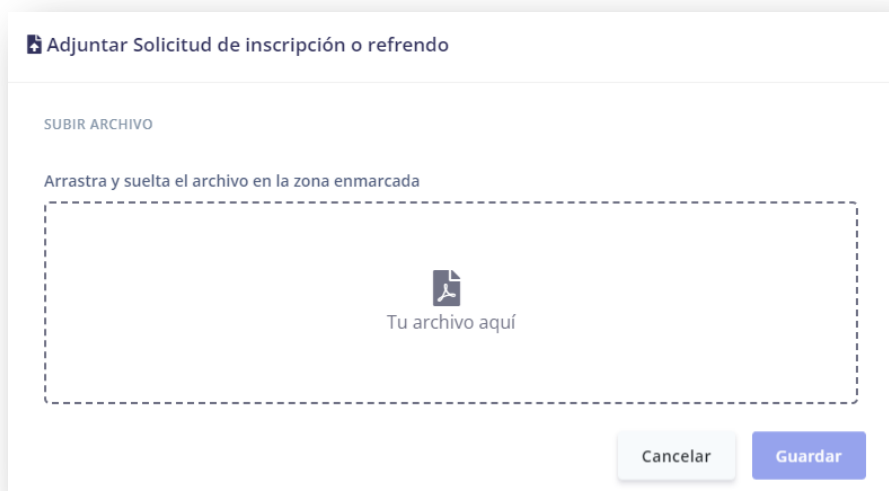 Adjuntar Solicitud de inscripción o refrendo
SUBIR ARCHIVO
Arrastra y suelta el archivo en la zona enmarcada
Tu archivo aquí
Cancelar
Guardar